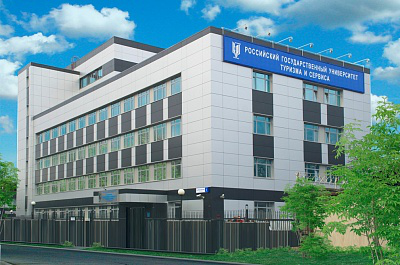 РОССИЙСКИЙ ГОСУДАРСТВЕННЫЙ УНИВЕРСИТЕТ
ТУРИЗМА И СЕРВИСА